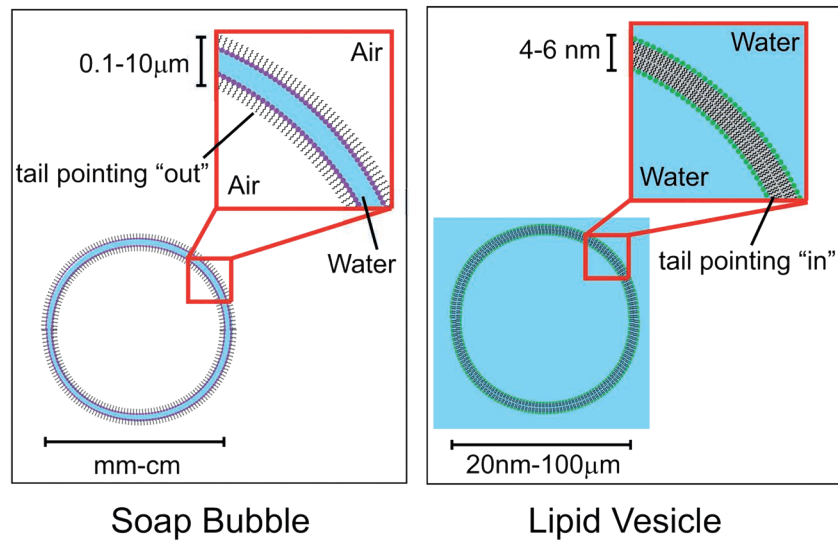 0.1-10μm
Air
tail pointing “out”
Air
Water
mm-cm
Soap Bubble
4-6 nm
Water
Water
tail pointing “in”
20nm-100μm
Lipid Vesicle